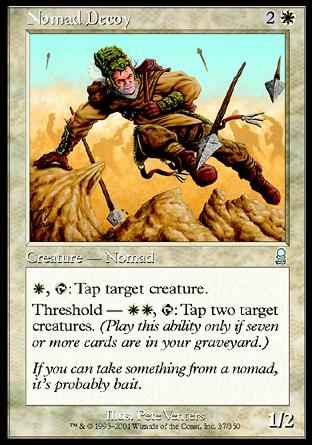 Nomad Decoy 2
Creature — Nomad
, : Tap target creature.
Threshold — , : Tap two target
creatures. (Play this ability only if seven
or more cards are in your graveyard.)
If you can take something from a nomad,
it's probably bait.
Illus. Pete Venters
™ & © 1993-2001 Wizards of the Coast, Inc. 37/350
1/2